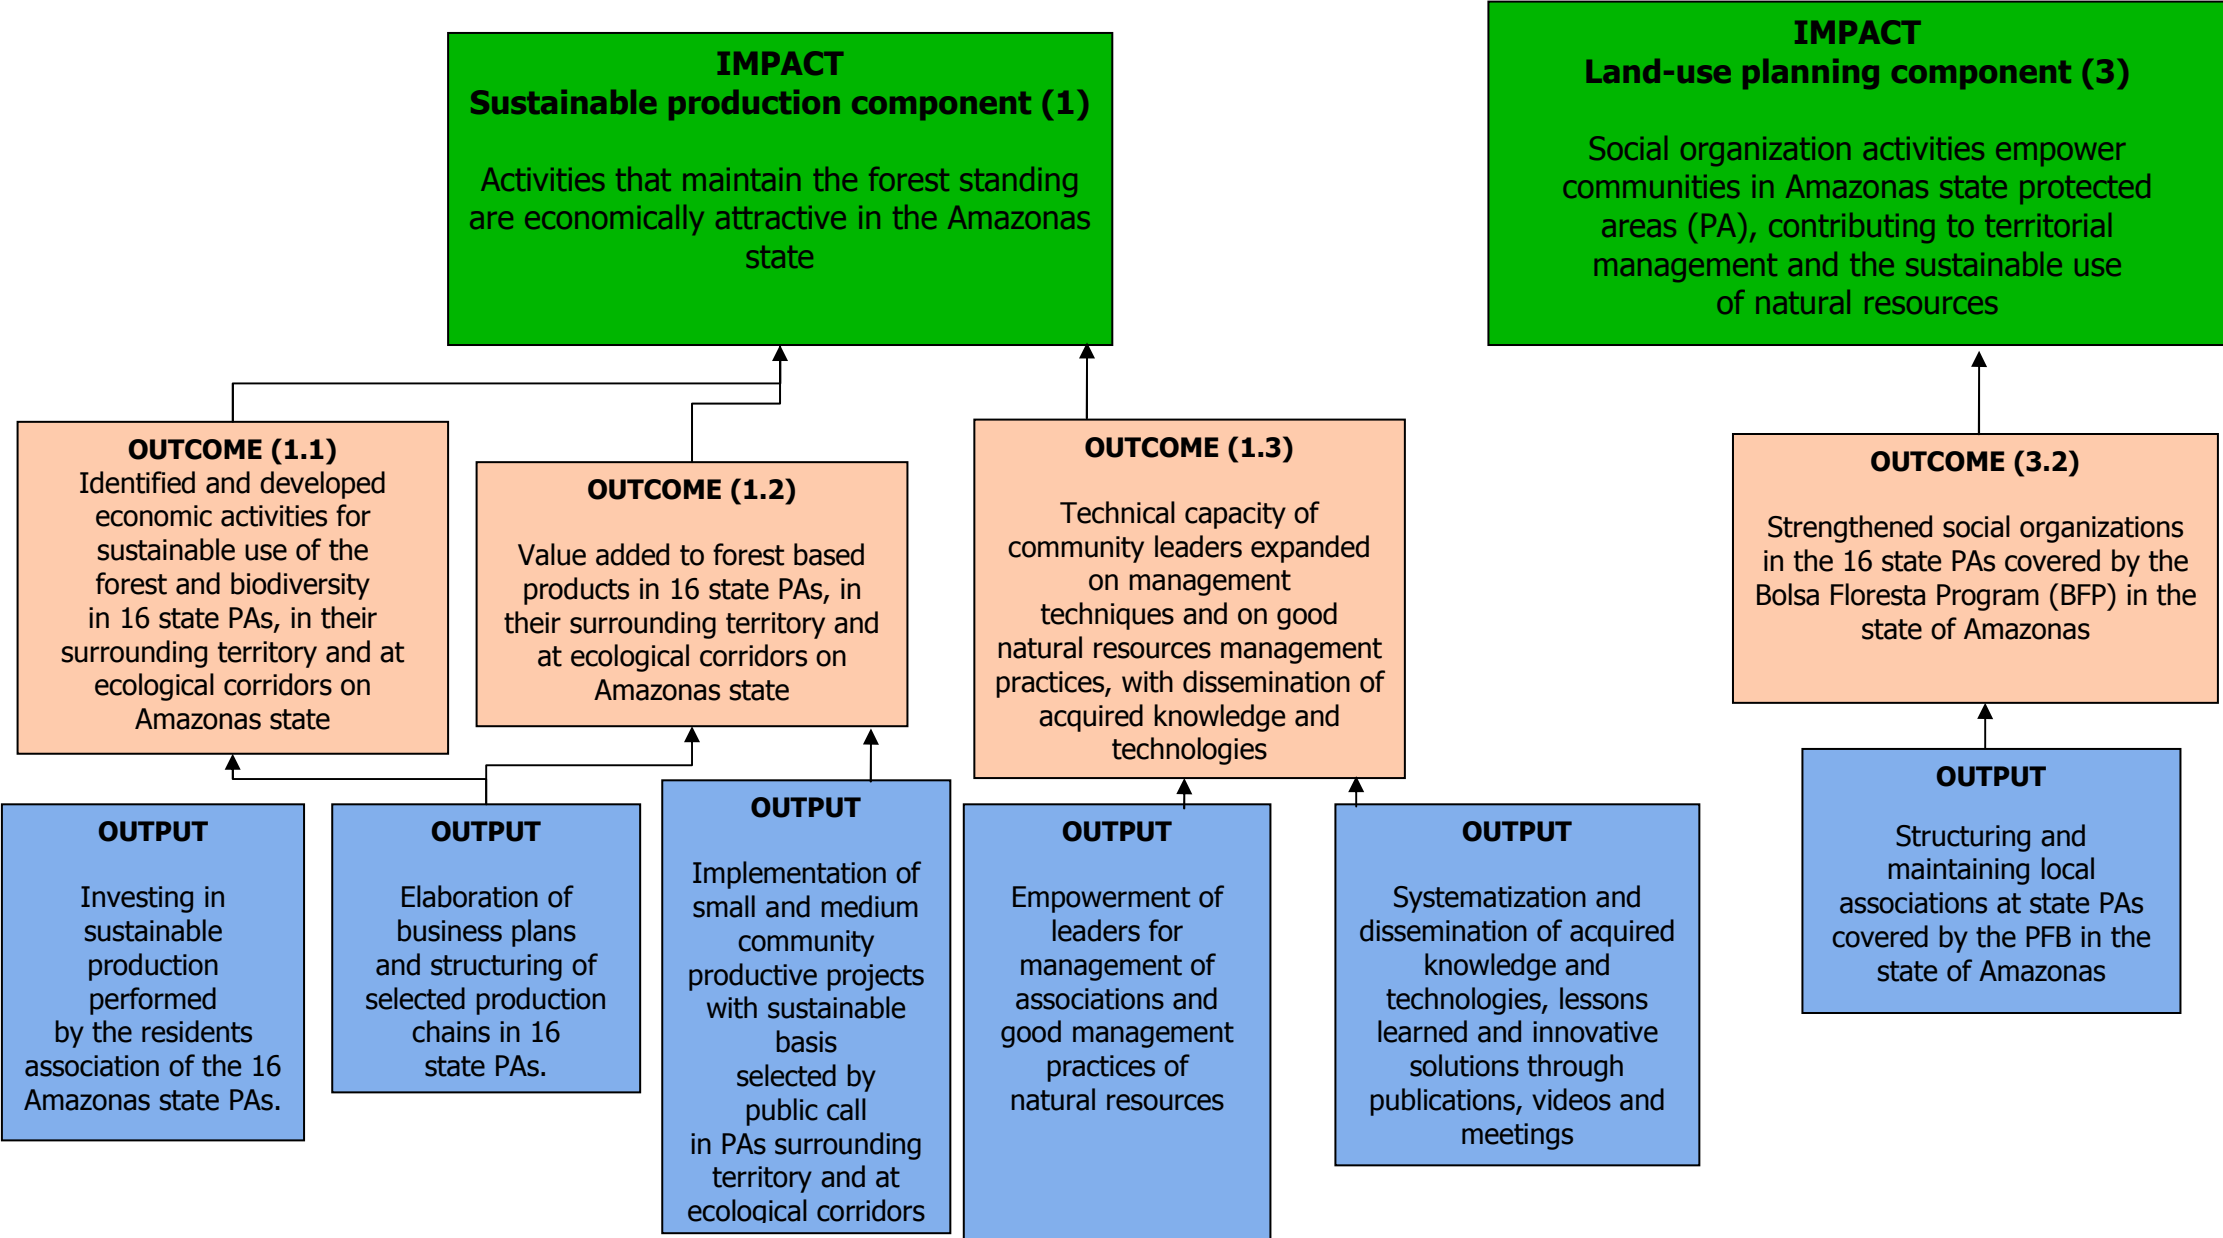 IMPACT
Sustainable production component (1)
Activities that maintain the forest standing
are economically attractive in the Amazonas
state
IMPACT
Land-use planning component (3)
Social organization activities empower
communities in Amazonas state protected
areas (PA), contributing to territorial
management and the sustainable use
of natural resources
OUTCOME (1.1)
Identified and developed
economic activities for
sustainable use of the
forest and biodiversity
in 16 state PAs, in their
surrounding territory and at
ecological corridors on
Amazonas state
OUTCOME (1.2)
Value added to forest based
products in 16 state PAs, in
their surrounding territory and
at ecological corridors on
Amazonas state
OUTCOME (1.3)
Technical capacity of
community leaders expanded
on management
techniques and on good
natural resources management
practices, with dissemination of
acquired knowledge and
technologies
OUTCOME (3.2)
Strengthened social organizations
in the 16 state PAs covered by the
Bolsa Floresta Program (BFP) in the
state of Amazonas
OUTPUT
Investing in
sustainable
production
performed
by the residents
association of the 16
Amazonas state PAs.
OUTPUT
Elaboration of
business plans
and structuring of
selected production
chains in 16
state PAs.
OUTPUT
Implementation of
small and medium
community
productive projects
with sustainable
basis
selected by
public call
in PAs surrounding
territory and at
ecological corridors
OUTPUT
Empowerment of
leaders for
management of
associations and
good management
practices of
natural resources
OUTPUT
Systematization and
dissemination of acquired
knowledge and
technologies, lessons
learned and innovative
solutions through
publications, videos and
meetings
OUTPUT
Structuring and
maintaining local
associations at state PAs
covered by the PFB in the
state of Amazonas